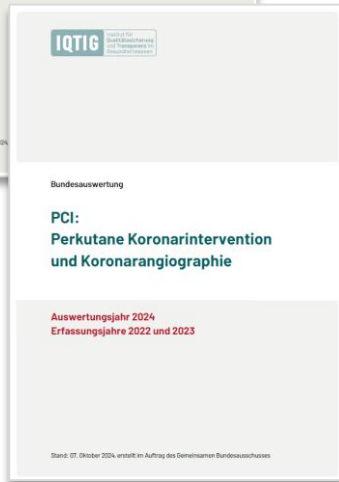 IQTIG
Institut für
Qualitätssicherung
und Transparenz im
Gesundheitswesen
Bundesauswertung
PCI:
Perkutane Koronarintervention
und Koronarangiographie
Auswertungsjahr 2024
Erfassungsjahre 2022 und 2023
Stand: 07. Oktober 2024, erstellt im Auftrag des Gemeinsamen Bundesausschusses